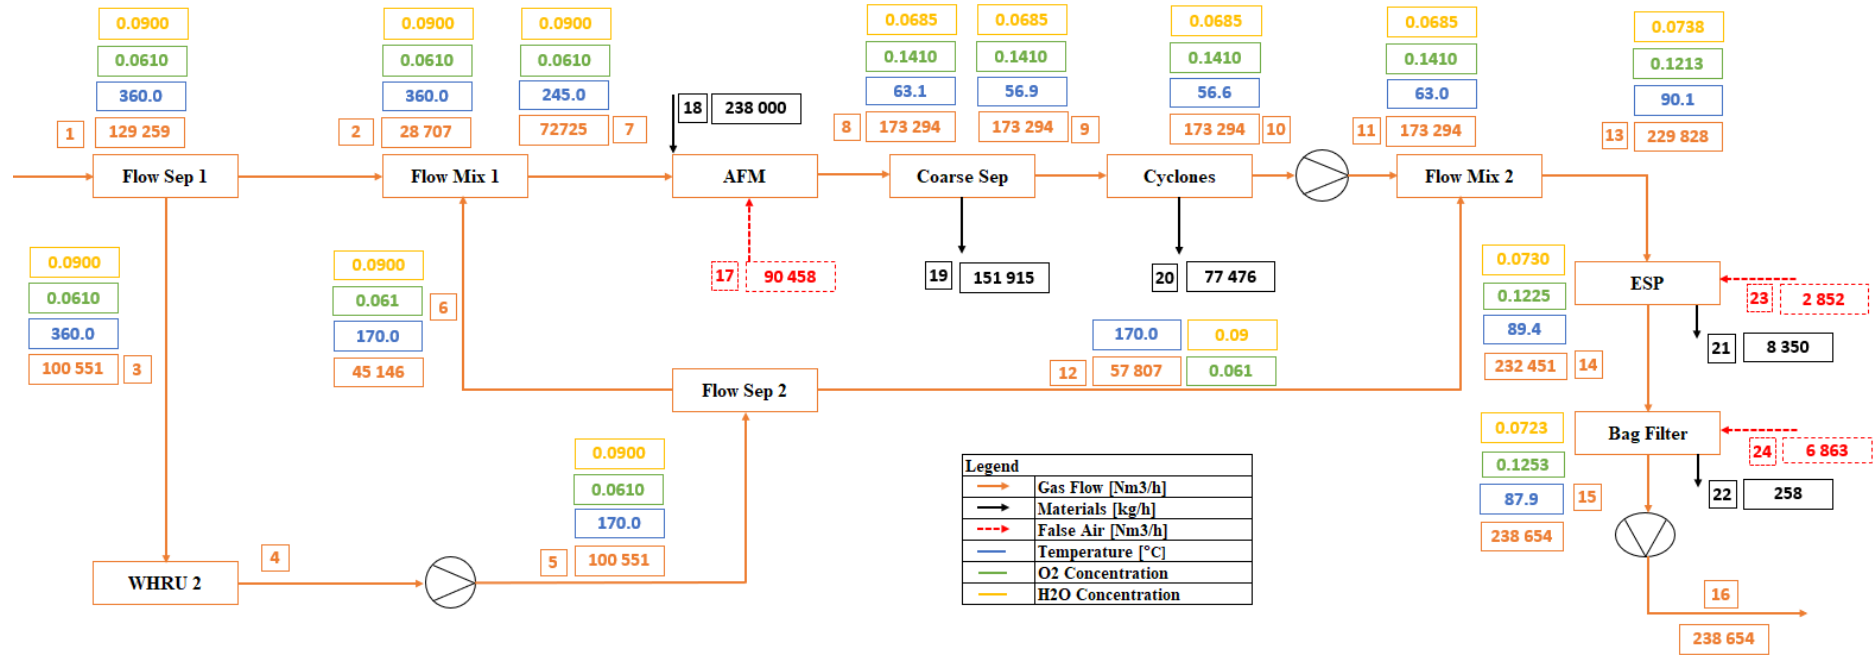 0.0900
0.0610
360.0
1 129 259
Flow Sep 1
0.0900
0.0610
360.0
2 28 707
0.0900
0.0610
245.0
72725 7
Flow Mix 1
18 238 000
AFM
17 90 458
0.0685
0.1410
63.1
8 173 294
0.0685
0.1410
56.9
173 294 9
Coarse Sep
19 151 915
0.0685
0.1410
56.6
173 294 10
Cyclones
20 77 476
0.0685
0.1410
63.0
11 173 294
Flow Mix 2
0.0738
0.1213
90.1
13 229 828
0.0900
0.0610
360.0
100 551 3
0.0900
0.061 6
170.0
45 146
170.0 0.09
12 57 807 0.061
Flow Sep 2
0.0730
0.1225
89.4
232 451 14
ESP
23 2 852
21 8 350
0.0723
0.1253
87.9 15
238 654
Bag Filter
24 6 863
22 258
0.0900
0.0610
170.0
5 100 551
4
WHRU 2
Legend
Gas Flow [Nm3/h]
Materials [kg/h]
False Air [Nm3/h]
Temperature [°C]
O2 Concentration
H2O Concentration
16
238 654